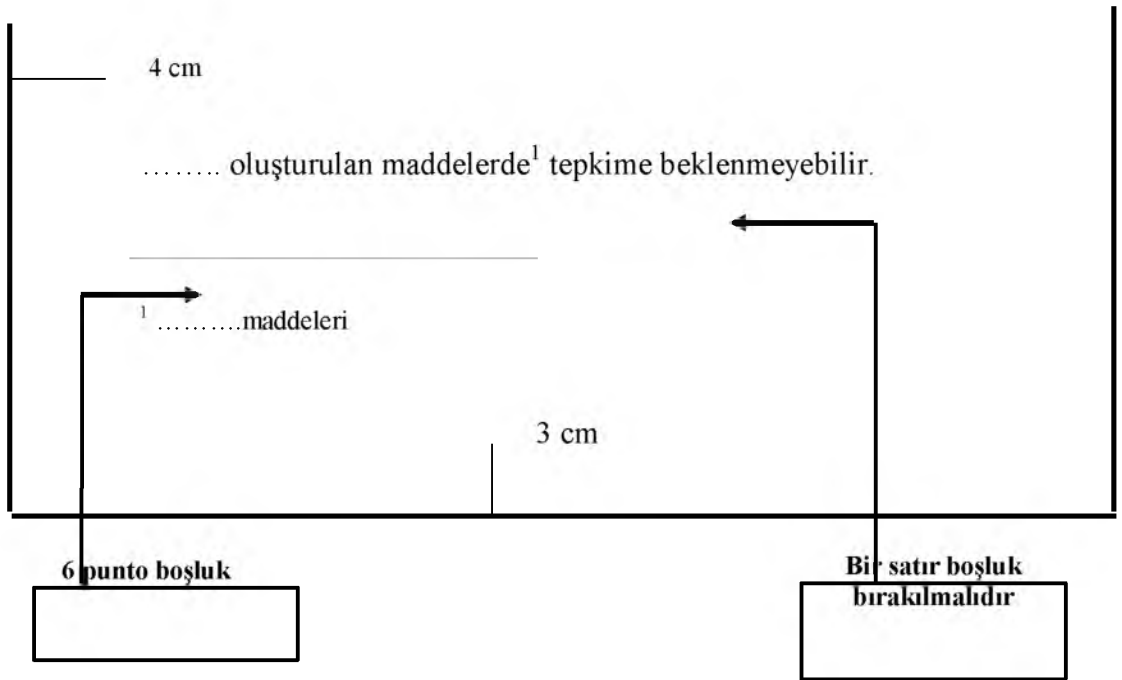 4 cm
…….. oluşturulan maddelerde¹ tepkime beklenmeyebilir.
¹ ……….maddeleri
3 cm
6 punto boşluk
Bir satır boşluk
bırakılmalıdır